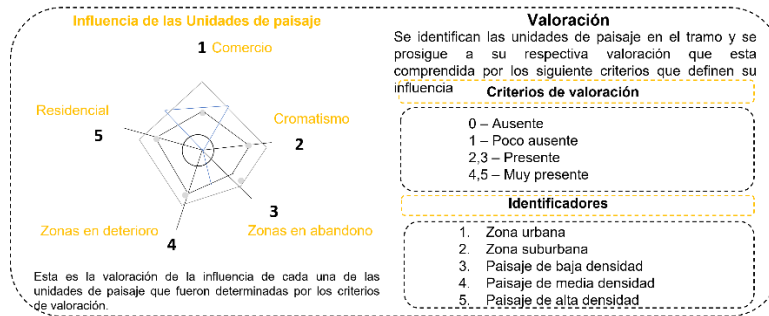 Influencia de las Unidades de paisaje
1 Comercio
Residencial
5
Cromatismo
2
3
Zonas en deterioro
Zonas en abandono
4
Esta es la valoración de la influencia de cada una de las
unidades de paisaje que fueron determinadas por los criterios
de valoración.
Valoración
Se identifican las unidades de paisaje en el tramo y se
prosigue a su respectiva valoración que esta
comprendida por los siguiente criterios que definen su
influencia
Criterios de valoración
0 – Ausente
1 – Poco ausente
2,3 – Presente
4,5 – Muy presente
Identificadores
1. Zona urbana
2. Zona suburbana
3. Paisaje de baja densidad
4. Paisaje de media densidad
5. Paisaje de alta densidad